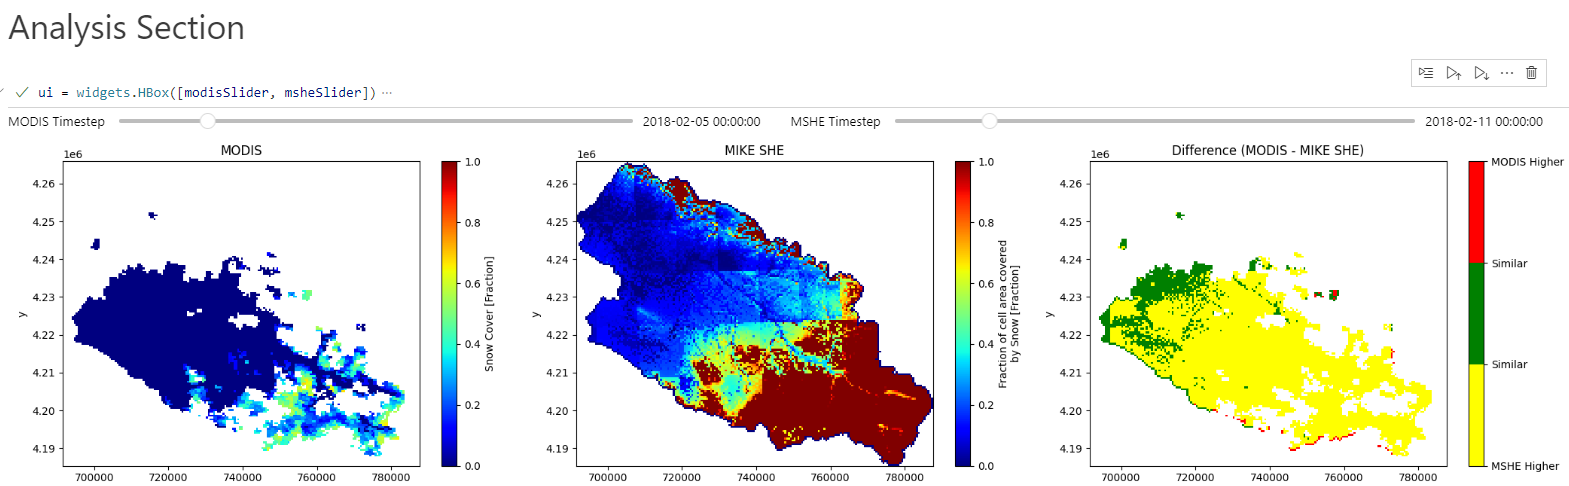 Analysis Section
ui = widgets.HBox([modisSlider, msheSlider]) ...
MODIS Timestep 2018-02-05 00:00:00 MSHE Timestep 2018-02-11 00:00:00
MODIS
1e6
4.26
4.25
4.24
4.23
4.22
4.21
4.20
4.19
y
700000 720000 740000 760000 780000
1.0
0.8
0.6
0.4
0.2
0.0
Snow Cover [Fraction]
MIKE SHE
1e6
4.26
4.25
4.24
4.23
4.22
4.21
4.20
4.19
y
700000 720000 740000 760000 780000
1.0
0.8
0.6
0.4
0.2
0.0
Fraction of cell area covered
by Snow [Fraction]
Difference (MODIS - MIKE SHE)
1e6
4.26
4.25
4.24
4.23
4.22
4.21
4.20
4.19
y
700000 720000 740000 760000 780000
MODIS Higher
Similar
Similar
MSHE Higher